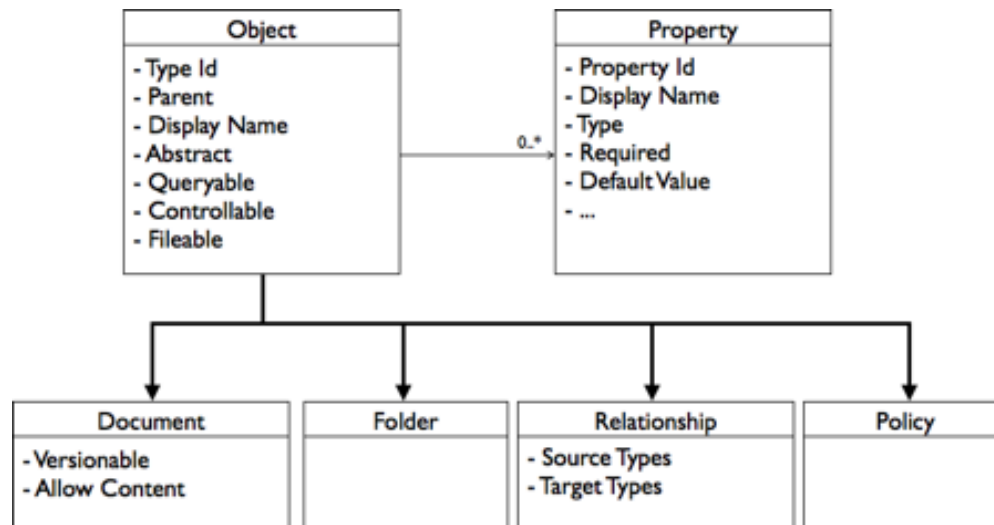 Object
- Type Id
- Parent
- Display Name
- Abstract
- Queryable
- Controllable
- Fileable
0..*
Property
- Property Id
- Display Name
- Type
- Required
- Default Value
- ...
Document
- Versionable
- Allow Content
Folder
Relationship
- Source Types
- Target Types
Policy